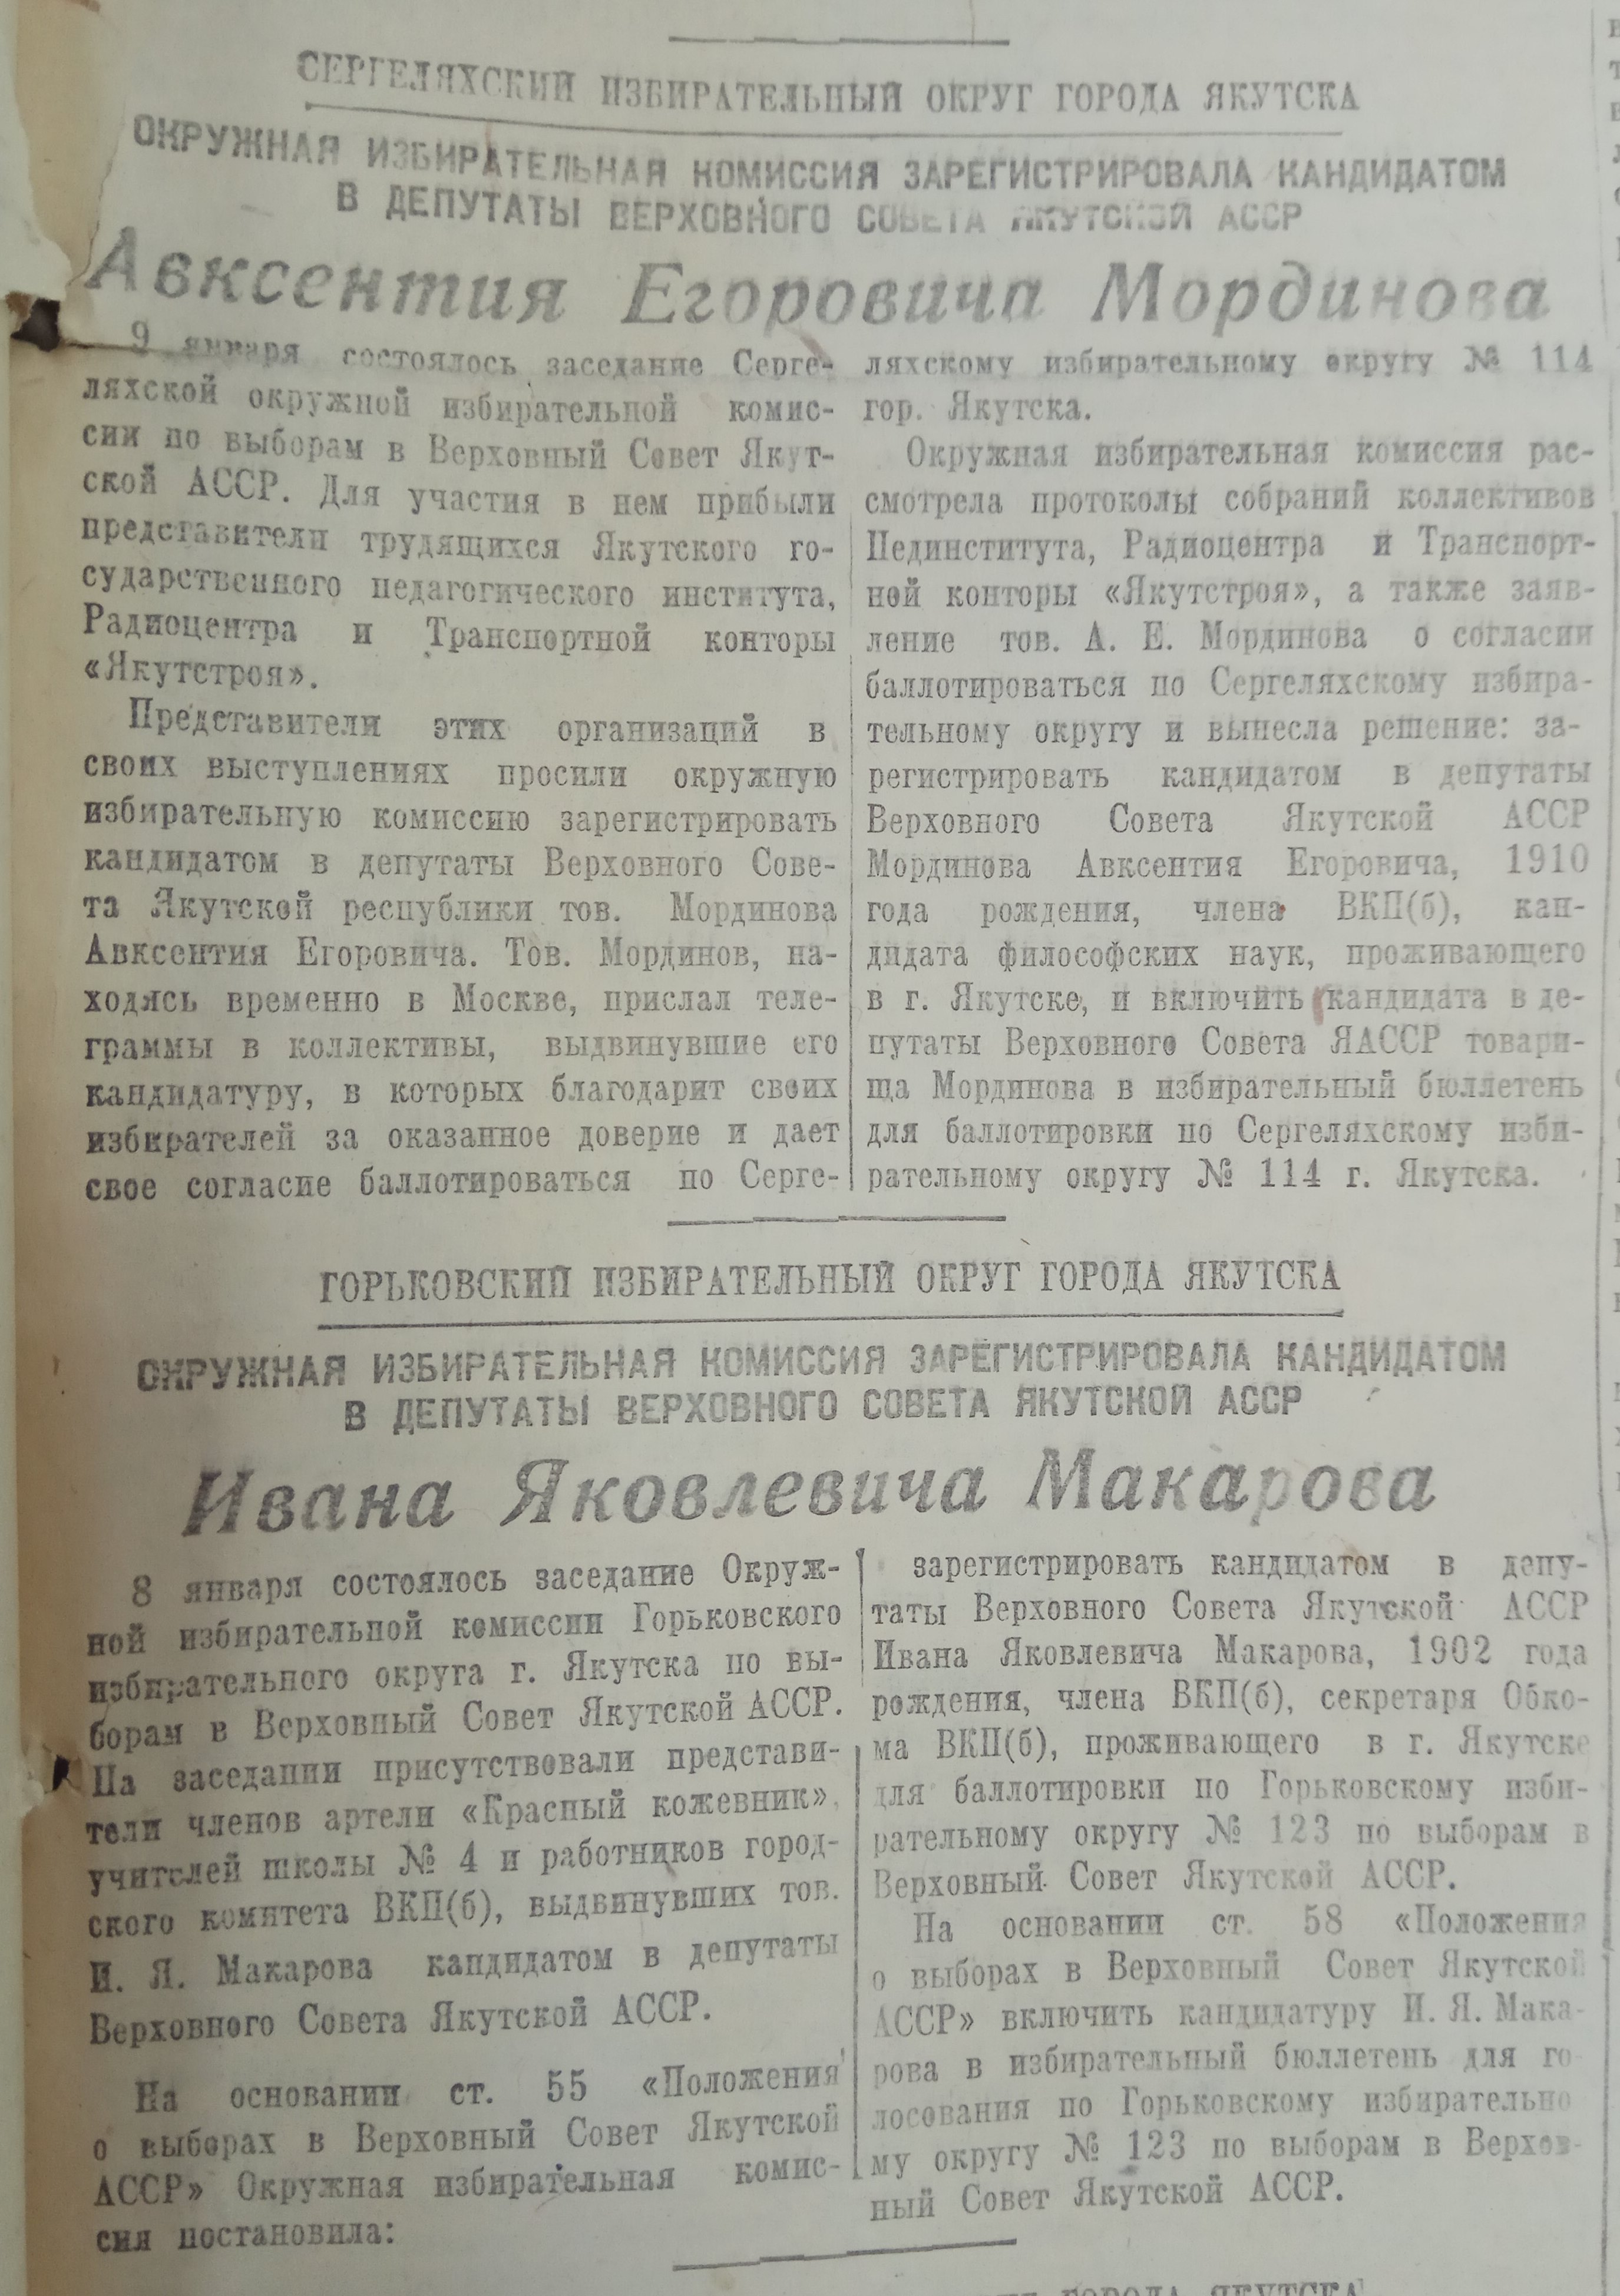 СЕРГЕЛЯХСКИЙ ИЗБИРАТЕЛЬНЫЙ ОКРУГ ГОРОДА ЯКУТСКА
ОКРУЖНАЯ ИЗБИРАТЕЛЬНАЯ КОМИССИЯ ЗАРЕГИСТРИРОВАЛА КАНДИДАТОМ
В ДЕПУТАТЫ ВЕРХОВНОГО СОВЕТА ЯКУТСКОЙ АССР
Авксентия Егоровича Мординова
9 января состоялось заседание Серге-
ляхской окружной избирательной комис-
сии по выборам в Верховный Совет Якут-
ской АССР. Для участия в нем прибыли
представители трудящихся Якутского го-
сударственного педагогического института,
Радиоцентра и Транспортной конторы
«Якутстроя».
Представители этих организаций в
своих выступлениях просили окружную
избирательную комиссию зарегистрировать
кандидатом в депутаты Верховного Сове-
та Якутской республики тов. Мординова
Авксентия Егоровича. Тов. Мординов, на-
ходясь временно в Москве, прислал теле-
граммы в коллективы, выдвинувшие его
кандидатуру, в которых благодарит своих
избирателей за оказанное доверие и дает
свое согласие баллотироваться по Серге-
ляхскому избирательному округу № 114
гор. Якутска.
Окружная избирательная комиссия рас-
смотрела протоколы собраний коллективов
Пединститута, Радиоцентра и Транспорт-
ной конторы «Якутстроя», а также заяв-
ление тов. А. Е. Мординова о согласии
баллотироваться по Сергеляхскому избира-
тельному округу и вынесла решение: за-
регистрировать кандидатом в депутаты
Верховного Совета Якутской АССР
Мординова Авксентия Егоровича, 1910
года рождения, члена ВКП(б), кан-
дидата философских наук, проживающего
в г. Якутске, и включить кандидата в де-
путаты Верховного Совета ЯАССР товари-
ща Мординова в избирательный бюллетень
для баллотировки по Сергеляхскому изби-
рательному округу № 114 г. Якутска.
ГОРЬКОВСКИЙ ИЗБИРАТЕЛЬНЫЙ ОКРУГ ГОРОДА ЯКУТСКА
ОКРУЖНАЯ ИЗБИРАТЕЛЬНАЯ КОМИССИЯ ЗАРЕГИСТРИРОВАЛА КАНДИДАТОМ
В ДЕПУТАТЫ ВЕРХОВНОГО СОВЕТА ЯКУТСКОЙ АССР
Ивана Яковлевича Макарова
8 января состоялось заседание Окруж-
ной избирательной комиссии Горьковского
избирательного округа г. Якутска по вы-
борам в Верховный Совет Якутской АССР.
На заседании присутствовали представи-
тели членов артели «Красный кожевник»,
учителей школы № 4 и работников город-
ского комитета ВКП(б), выдвинувших тов.
И. Я. Макарова кандидатом в депутаты
Верховного Совета Якутской АССР.
На основании ст. 55 «Положения
о выборах в Верховный Совет Якутской
АССР» Окружная избирательная комис-
сия постановила:
зарегистрировать кандидатом в депу-
таты Верховного Совета Якутской АССР
Ивана Яковлевича Макарова, 1902 года
рождения, члена ВКП(б), секретаря Обко-
ма ВКП(б), проживающего в г. Якутске
для баллотировки по Горьковскому изби-
рательному округу № 123 по выборам в
Верховный Совет Якутской АССР.
На основании ст. 58 «Положения
о выборах в Верховный Совет Якутской
АССР» включить кандидатуру И. Я. Мака-
рова в избирательный бюллетень для го-
лосования по Горьковскому избирательно-
му округу № 123 по выборам в Верхов-
ный Совет Якутской АССР.
ГОРОДА ЯКУТСКА